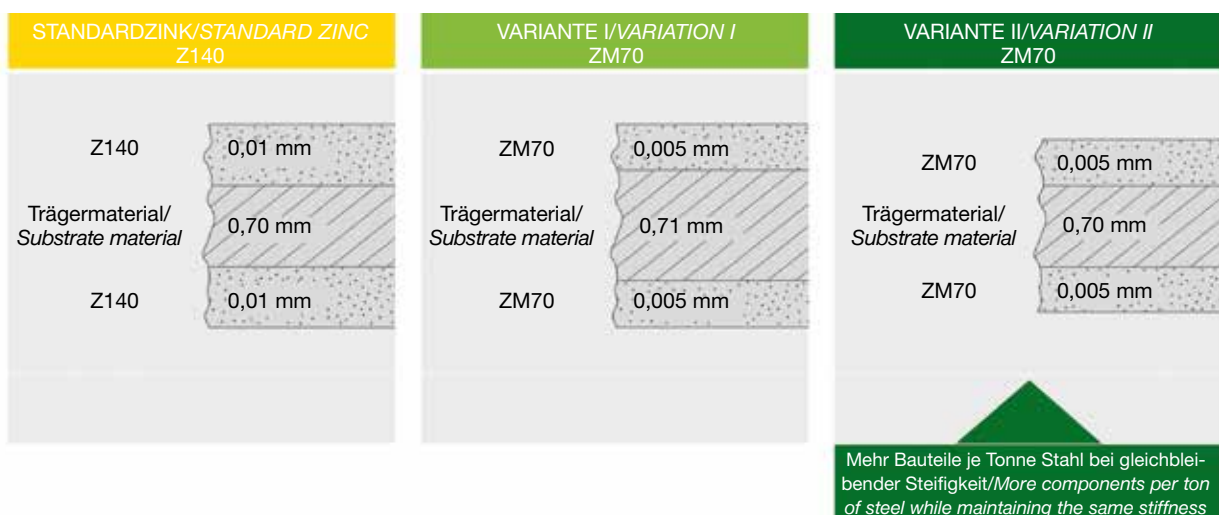 STANDARDZINK/STANDARD ZINC
Z140
Z140
0,01 mm
Trägermaterial/
Substrate material
0,70 mm
Z140
0,01 mm
VARIANTE I/VARIATION I
ZM70
ZM70
0,005 mm
Trägermaterial/
Substrate material
0,71 mm
ZM70
0,005 mm
VARIANTE II/VARIATION II
ZM70
ZM70
0,005 mm
Trägermaterial/
Substrate material
0,70 mm
ZM70
0,005 mm
Mehr Bauteile je Tonne Stahl bei gleichblei-
bender Steifigkeit/More components per ton
of steel while maintaining the same stiffness